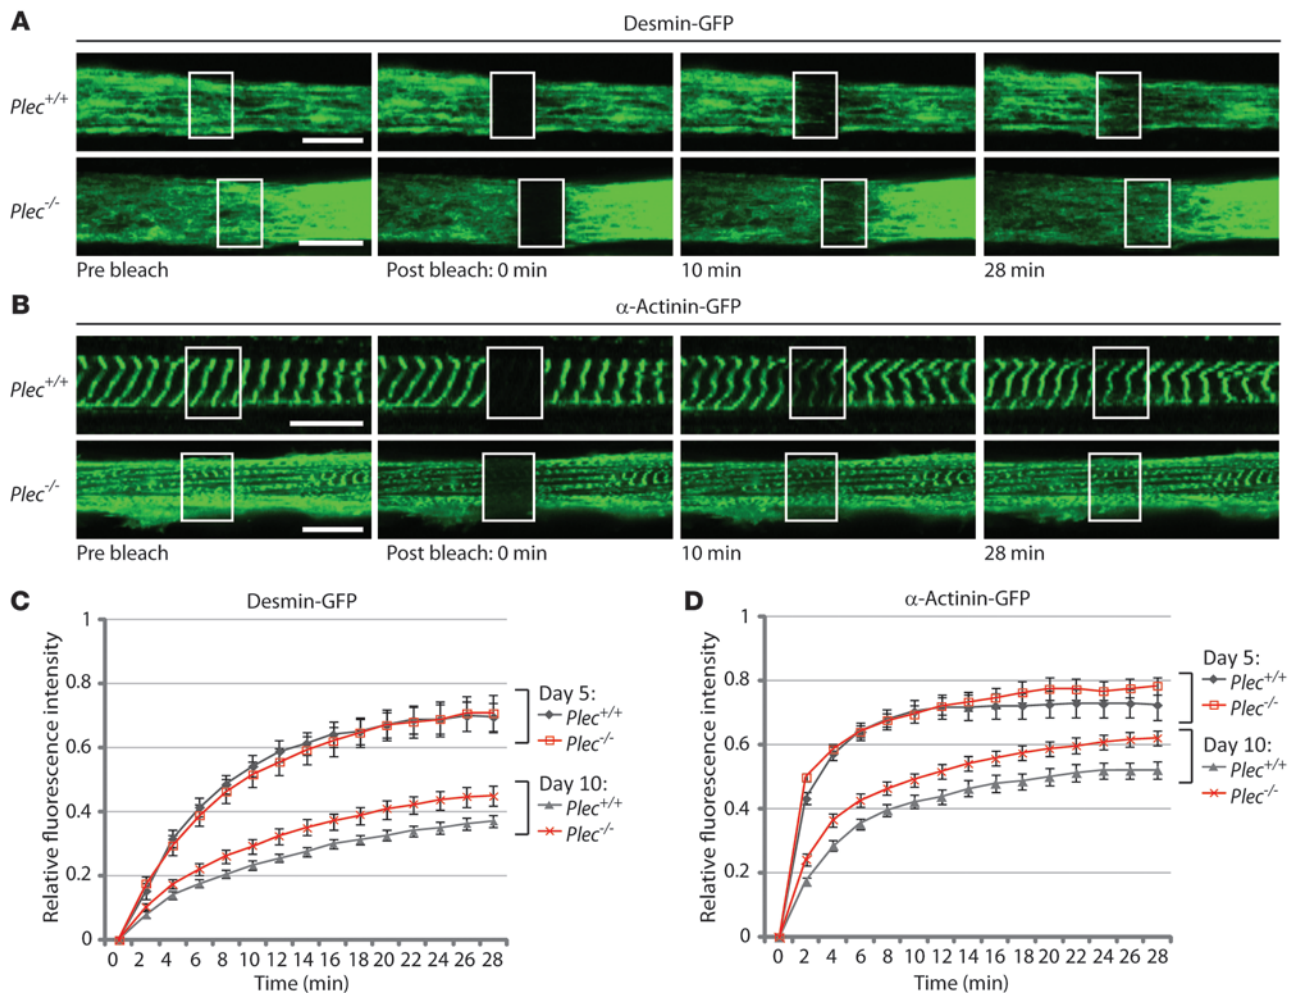 A
Desmin-GFP
Plec+/+
Plec-/-
Pre bleach
Post bleach: 0 min
10 min
28 min
B
α-Actinin-GFP
Plec+/+
Plec-/-
Pre bleach
Post bleach: 0 min
10 min
28 min
C
Desmin-GFP
Relative fluorescence intensity
1
0.8
0.6
0.4
0.2
0
0 2 4 6 8 10 12 14 16 18 20 22 24 26 28
Time (min)
Day 5:
Plec+/+
Plec-/-
Day 10:
Plec+/+
Plec-/-
D
α-Actinin-GFP
Relative fluorescence intensity
1
0.8
0.6
0.4
0.2
0
0 2 4 6 8 10 12 14 16 18 20 22 24 26 28
Time (min)
Day 5:
Plec+/+
Plec-/-
Day 10:
Plec+/+
Plec-/-